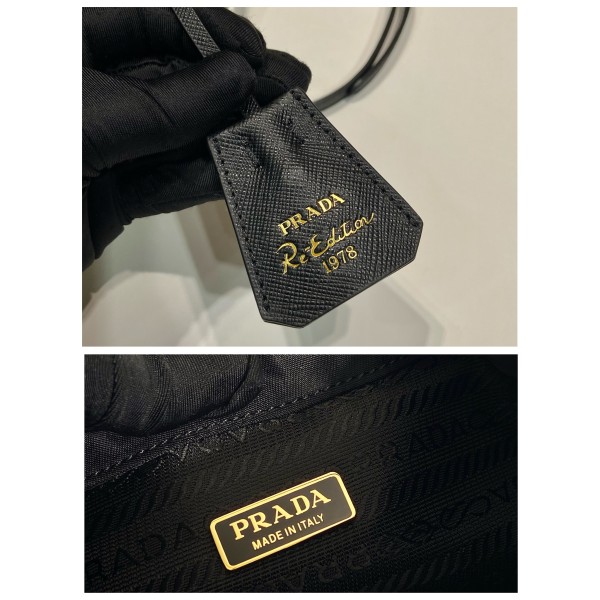 PRADA
Re-Edition
1978
PRADA
MADE IN ITALY